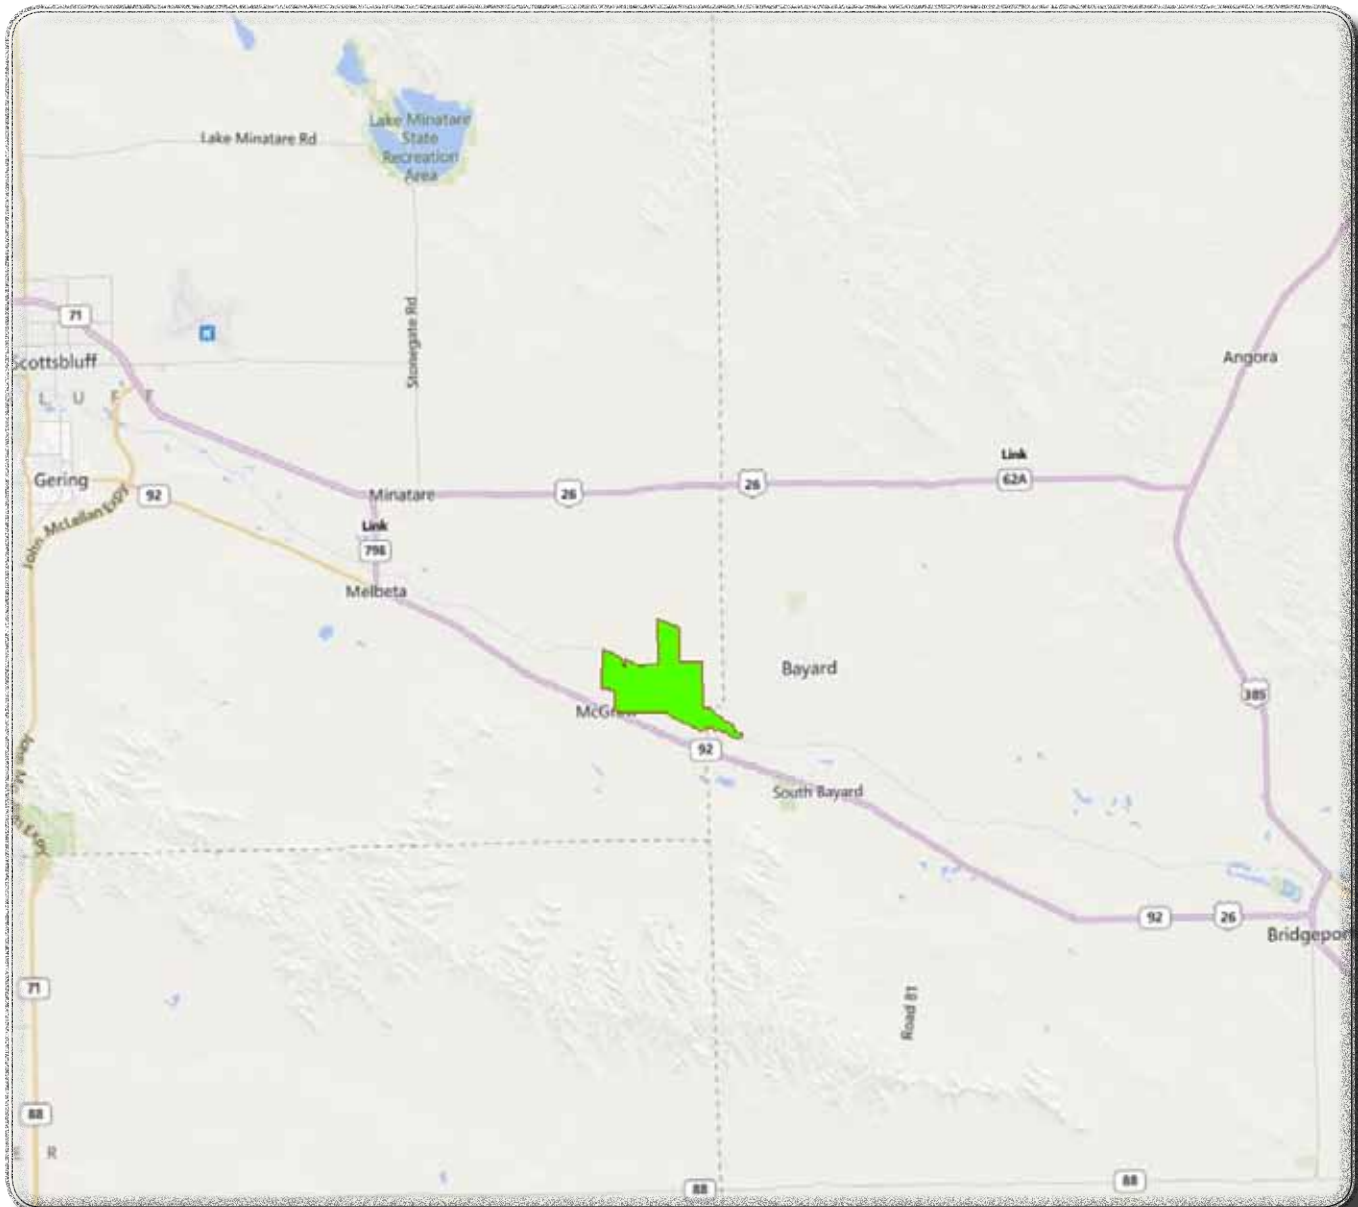 Lake Minatare Rd
Lake Minatare
State
Recreation
Area
Stonegate Rd
71
Scottsbluff
L U F F
Angora
Gering
92
John McLellan Expy
Minatare
26
26
Link
62A
Link
79E
Melbeta
Bayard
385
92
South Bayard
92
26
Bridgepor
71
Road 81
88
R
88
88